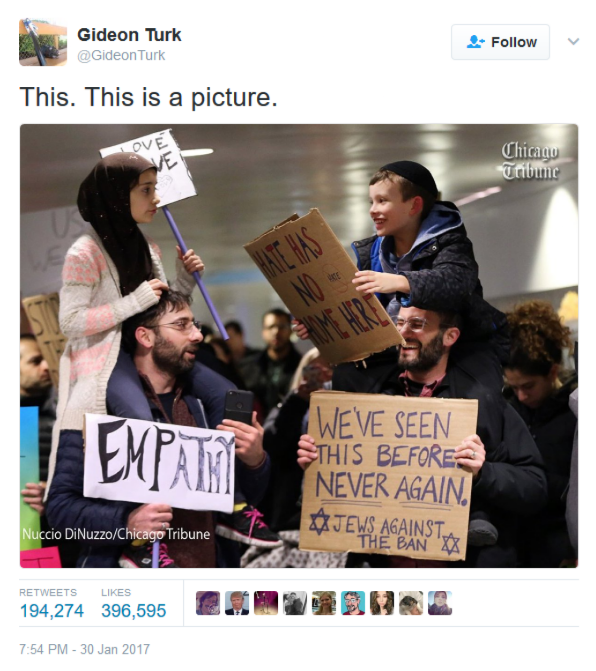 Gideon Turk
@GideonTurk
Follow
This. This is a picture.
Chicago
Tribune
LOVE
US
WE
HATE HAS
NO
HOME HERE
EMPATHY
WE'VE SEEN
THIS BEFORE
NEVER AGAIN.
JEWS AGAINST
THE BAN
Nuccio DiNuzzo/Chicago Tribune
RETWEETS
LIKES
194,274
396,595
7:54 PM - 30 Jan 2017